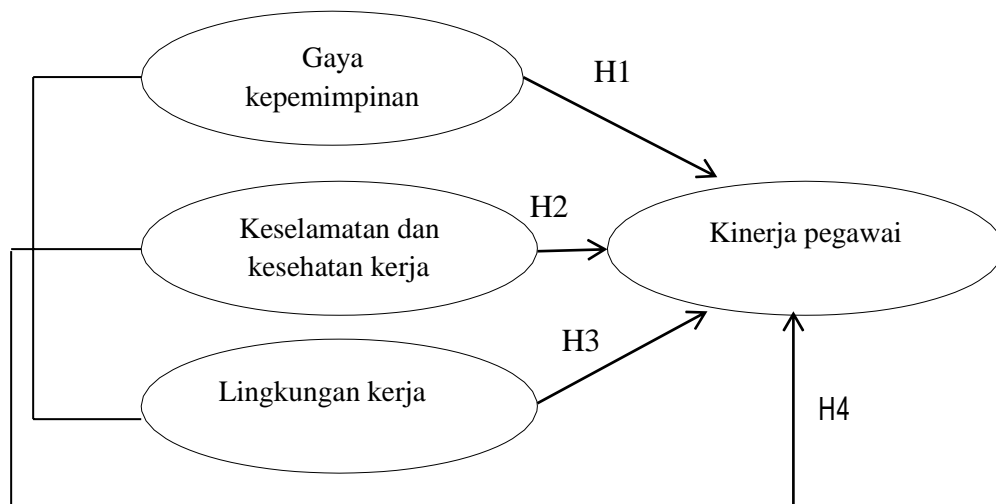 Gaya
kepemimpinan
H1
Keselamatan dan
kesehatan kerja
H2
Kinerja pegawai
Lingkungan kerja
H3
H4